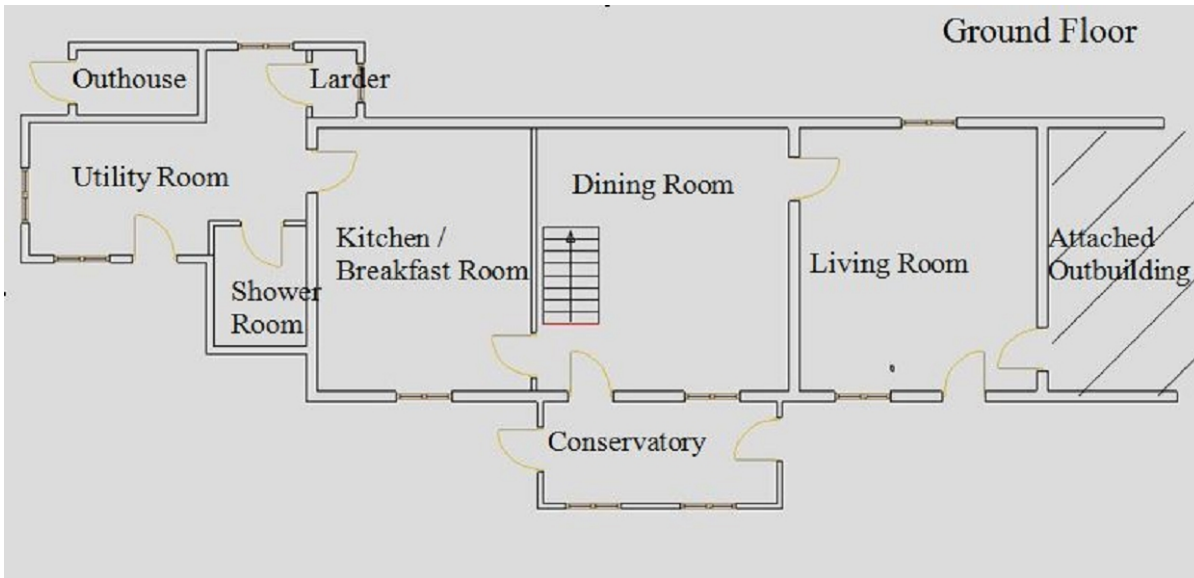 Ground Floor
Outhouse
Larder
Utility Room
Dining Room
Kitchen /
Breakfast Room
Living Room
Attached
Outbuilding
Shower
Room
Conservatory